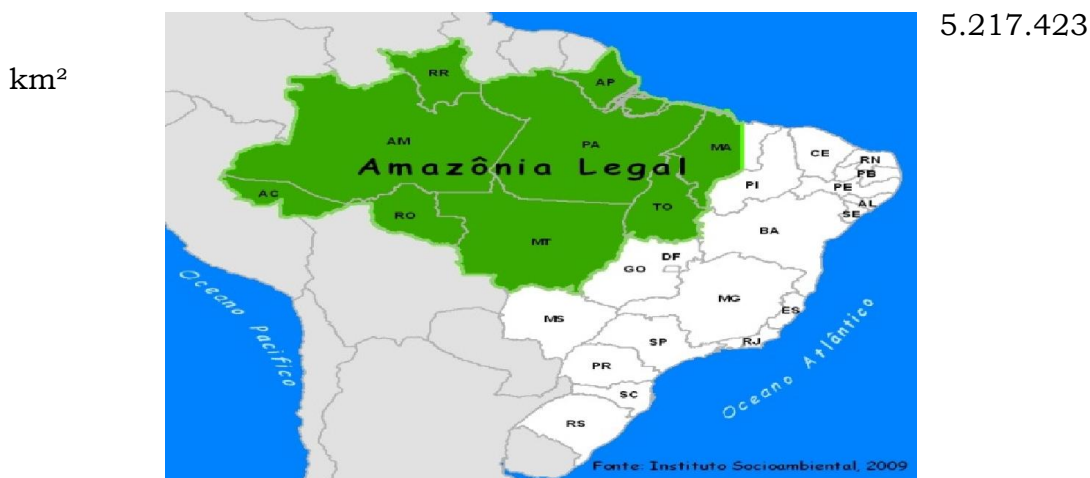 5.217.423
km²
RR
AP
AM
PA
MA
Amazônia Legal
CE
RN
PB
PI
PE
AC
AL
SE
RO
TO
BA
MT
DF
GO
Oceano Pacífico
MG
ES
MS
SP
RJ
Oceano Atlântico
PR
SC
RS
Fonte: Instituto Socioambiental, 2009